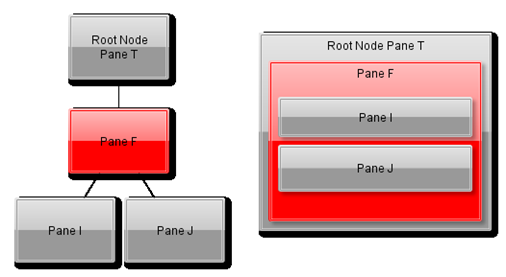 Root Node
Pane T
Pane F
Pane I
Pane J
Root Node Pane T
Pane F
Pane I
Pane J